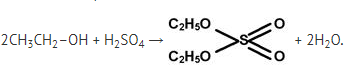 2CH₃CH₂–OH + H₂SO₄ → C₂H₅O C₂H₅O S O O + 2H₂O.